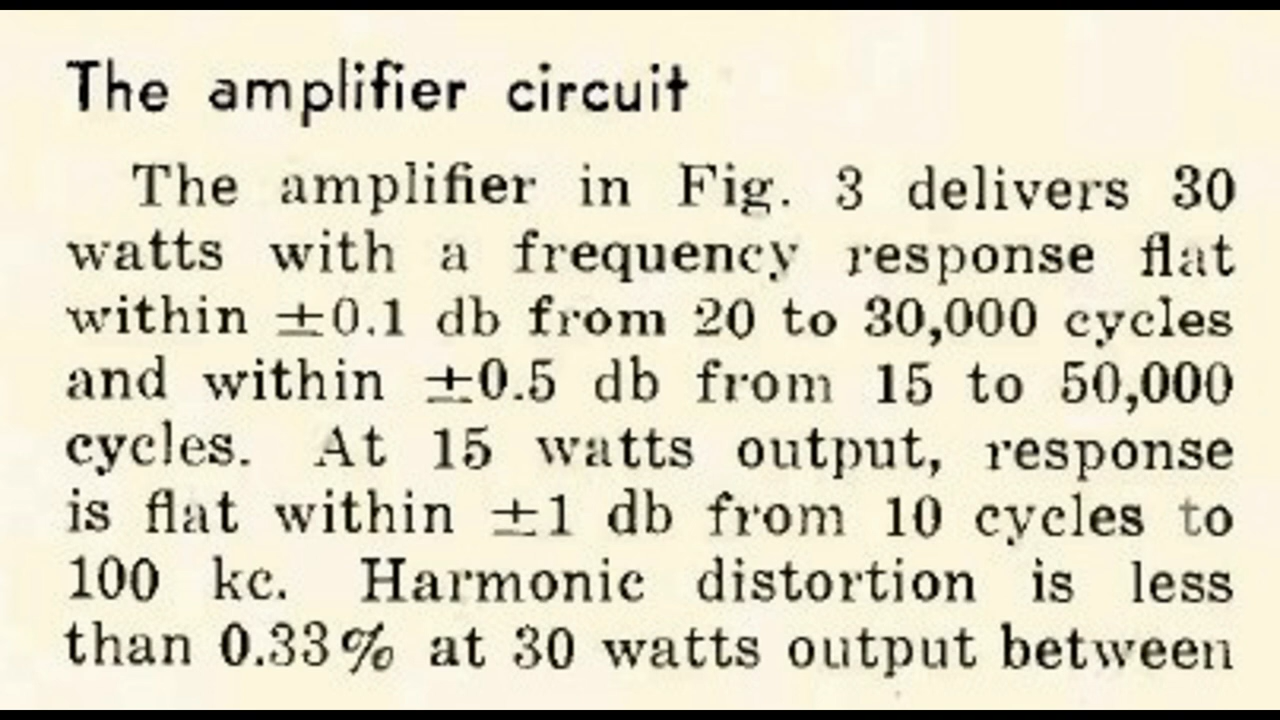 The amplifier circuit
The amplifier in Fig. 3 delivers 30
watts with a frequency response flat
within ±0.1 db from 20 to 30,000 cycles
and within ±0.5 db from 15 to 50,000
cycles. At 15 watts output, response
is flat within ±1 db from 10 cycles to
100 kc. Harmonic distortion is less
than 0.33% at 30 watts output between